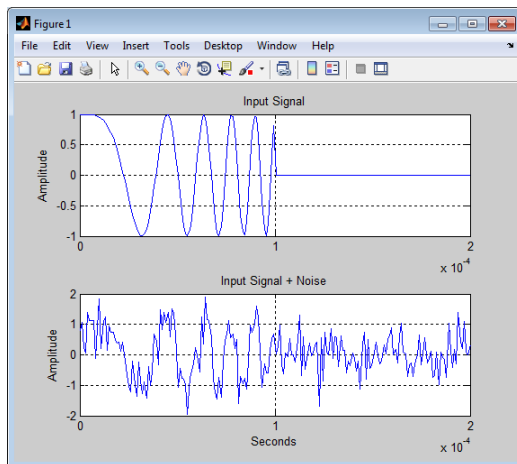 Figure 1
File Edit View Insert Tools Desktop Window Help
Input Signal
Amplitude
1
0.5
0
-0.5
-1
0 1 2
x 10^-4
Input Signal + Noise
Amplitude
2
1
0
-1
-2
0 1 2
Seconds
x 10^-4